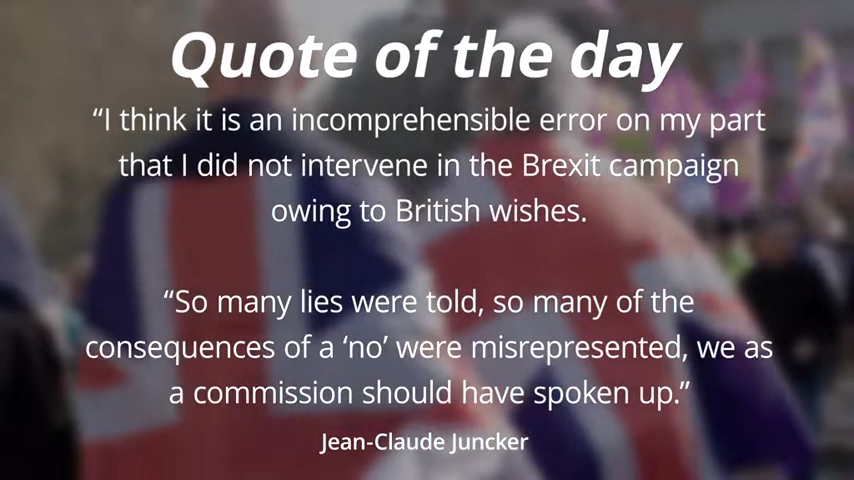 Quote of the day
“I think it is an incomprehensible error on my part
that I did not intervene in the Brexit campaign
owing to British wishes.
“So many lies were told, so many of the
consequences of a ‘no’ were misrepresented, we as
a commission should have spoken up.”
Jean-Claude Juncker